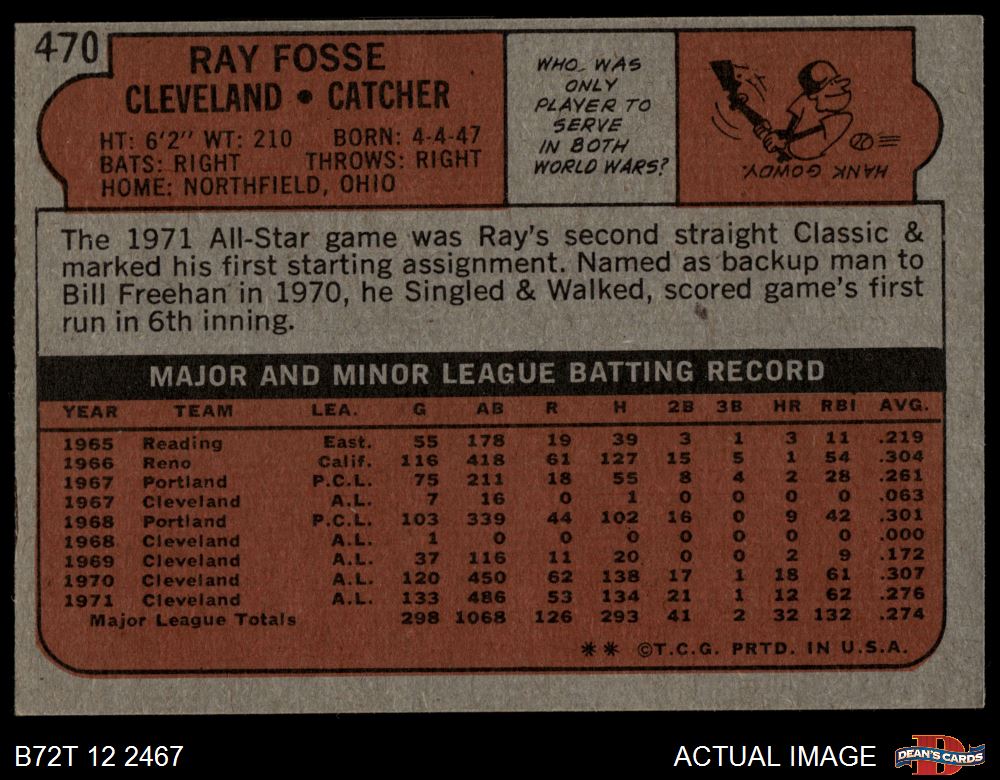 470
RAY FOSSE
CLEVELAND • CATCHER
HT: 6'2" WT: 210 BORN: 4-4-47
BATS: RIGHT THROWS: RIGHT
HOME: NORTHFIELD, OHIO
WHO WAS
ONLY
PLAYER TO
SERVE
IN BOTH
WORLD WARS?
HANK
GOWDY
The 1971 All-Star game was Ray's second straight Classic &
marked his first starting assignment. Named as backup man to
Bill Freehan in 1970, he Singled & Walked, scored game's first
run in 6th inning.
MAJOR AND MINOR LEAGUE BATTING RECORD
YEAR TEAM LEA. G AB R H 2B 3B HR RBI AVG.
1965 Reading East. 55 178 19 39 3 1 3 11 .219
1966 Reno Calif. 116 418 61 127 15 5 1 54 .304
1967 Portland P.C.L. 75 211 18 55 8 4 2 28 .261
1967 Cleveland A.L. 7 16 0 1 0 0 0 0 .063
1968 Portland P.C.L. 103 339 44 102 16 0 9 42 .301
1968 Cleveland A.L. 1 0 0 0 0 0 0 0 .000
1969 Cleveland A.L. 37 116 11 20 0 0 2 9 .172
1970 Cleveland A.L. 120 450 62 138 17 1 18 61 .307
1971 Cleveland A.L. 133 486 53 134 21 1 12 62 .276
Major League Totals 298 1068 126 293 41 2 32 132 .274
** ©T.C.G. PRTD. IN U.S.A.
B72T 12 2467
ACTUAL IMAGE
DEAN'S CARDS